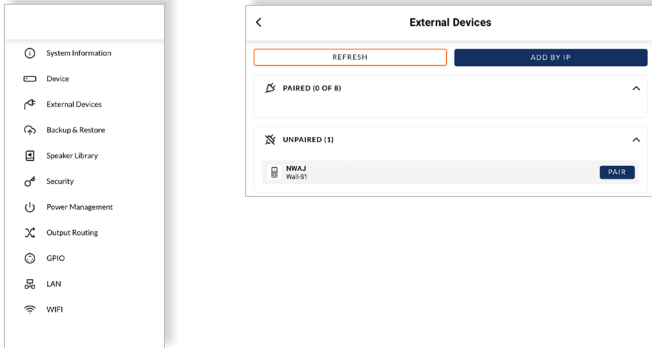 System Information
Device
External Devices
Backup & Restore
Speaker Library
Security
Power Management
Output Routing
GPIO
LAN
WIFI
External Devices
REFRESH
ADD BY IP
PAIRED (0 OF 8)
UNPAIRED (1)
NWAJ
Wall-S1
PAIR